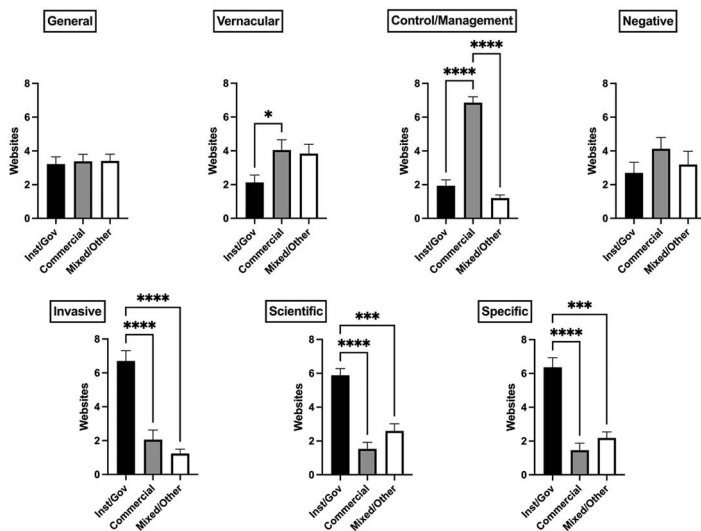 General
Vernacular
Control/Management
Negative
Websites
8
6
4
2
0
Inst/Gov
Commercial
Mixed/Other
Websites
8
6
4
2
0
*
Inst/Gov
Commercial
Mixed/Other
Websites
8
6
4
2
0
****
****
Inst/Gov
Commercial
Mixed/Other
Websites
8
6
4
2
0
Inst/Gov
Commercial
Mixed/Other
Invasive
Scientific
Specific
Websites
8
6
4
2
0
****
****
Inst/Gov
Commercial
Mixed/Other
Websites
8
6
4
2
0
***
****
Inst/Gov
Commercial
Mixed/Other
Websites
8
6
4
2
0
***
****
Inst/Gov
Commercial
Mixed/Other